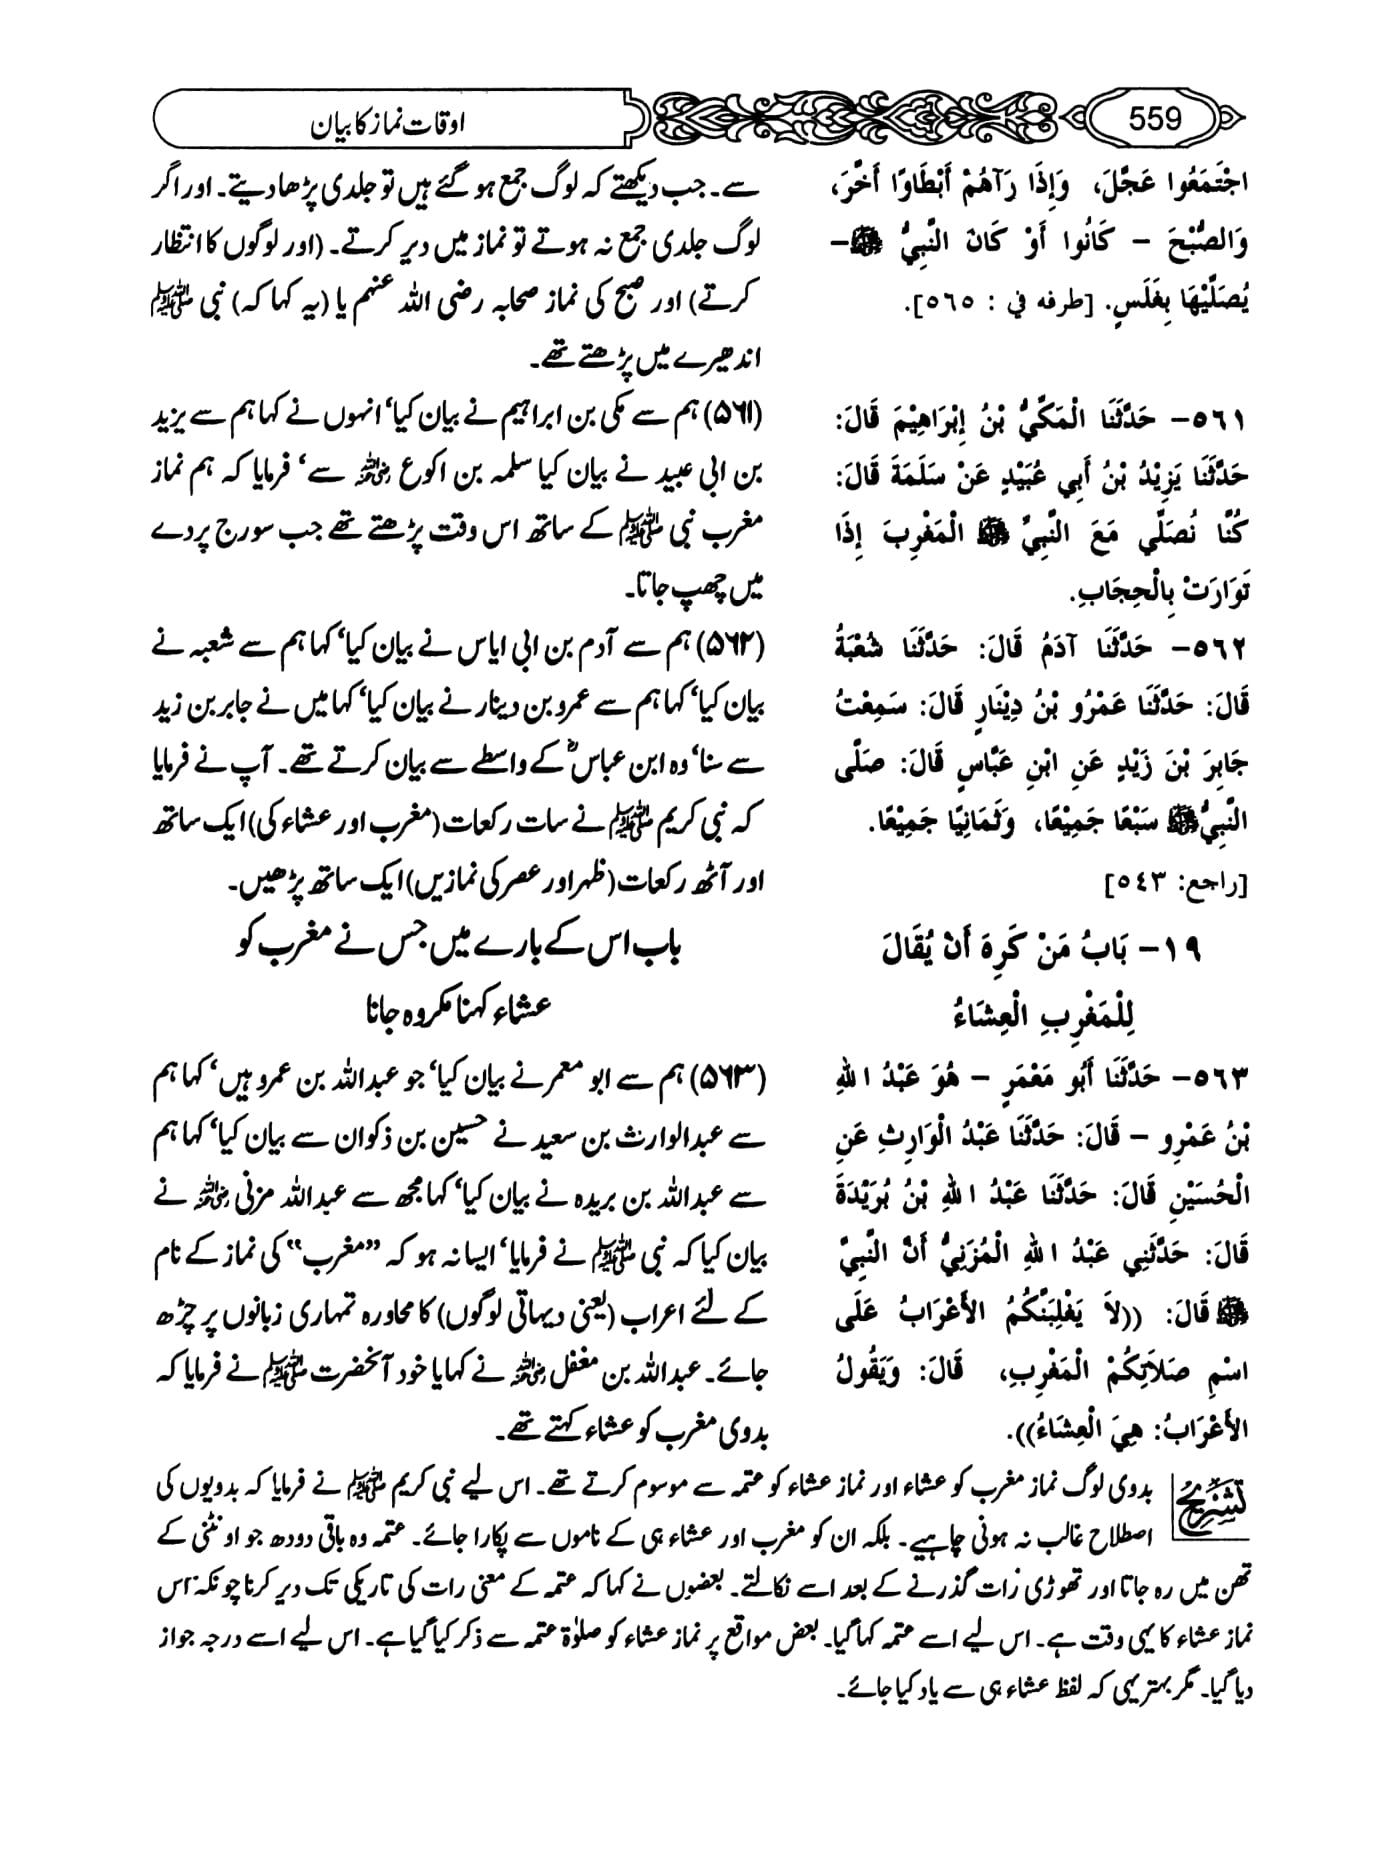 559
اوقات نماز کا بیان
اجْتَمَعُوا عَجَّلَ، وَإِذَا رَآهُمْ أَبْطَاوْا أَخَّرَ،
وَالصُّبْحَ – كَانُوا أَوْ كَانَ النَّبِيُّ ﷺ –
يُصَلِّيْهَا بِغَلَسٍ. [طرفه في : ٥٦٥].
٥٦١– حَدَّثَنَا الْمَكِّيُّ بْنُ إِبْرَاهِيْمَ قَالَ:
حَدَّثَنَا يَزِيْدُ بْنُ أَبِي عُبَيْدٍ عَنْ سَلَمَةَ قَالَ:
كُنَّا نُصَلِّي مَعَ النَّبِيِّ ﷺ الْمَغْرِبَ إِذَا
تَوَارَتْ بِالْحِجَابِ.
٥٦٢– حَدَّثَنَا آدَمُ قَالَ: حَدَّثَنَا شُعْبَةُ
قَالَ: حَدَّثَنَا عَمْرُو بْنُ دِيْنَارٍ قَالَ: سَمِعْتُ
جَابِرَ بْنَ زَيْدٍ عَنِ ابْنِ عَبَّاسٍ قَالَ: صَلَّى
النَّبِيُّ ﷺ سَبْعًا جَمِيْعًا، وَثَمَانِيًا جَمِيْعًا.
[راجع: ٥٤٣]
١٩– بَابُ مَنْ كَرِهَ أَنْ يُقَالَ
لِلْمَغْرِبِ الْعِشَاءُ
٥٦٣– حَدَّثَنَا أَبُو مَعْمَرٍ – هُوَ عَبْدُ اللهِ
بْنُ عَمْرٍو – قَالَ: حَدَّثَنَا عَبْدُ الْوَارِثِ عَنِ
الْحُسَيْنِ قَالَ: حَدَّثَنَا عَبْدُ اللهِ بْنُ بُرَيْدَةَ
قَالَ: حَدَّثَنِي عَبْدُ اللهِ الْمُزَنِيُّ أَنَّ النَّبِيَّ
ﷺ قَالَ: ((لاَ يَغْلِبَنَّكُمُ الأَعْرَابُ عَلَى
اسْمِ صَلاَتِكُمْ الْمَغْرِبِ، قَالَ: وَيَقُولُ
الأَعْرَابُ: هِيَ الْعِشَاءُ)).
سے۔ جب دیکھتے کہ لوگ جمع ہو گئے ہیں تو جلدی پڑھا دیتے۔ اور اگر
لوگ جلدی جمع نہ ہوتے تو نماز میں دیر کرتے۔ (اور لوگوں کا انتظار
کرتے) اور صبح کی نماز صحابہ رضی اللہ عنہم یا (یہ کہا کہ) نبی ﷺ
اندھیرے میں پڑھتے تھے۔
(۵۶۱) ہم سے مکی بن ابراہیم نے بیان کیا‘ انہوں نے کہا ہم سے یزید
بن ابی عبید نے بیان کیا سلمہ بن اکوع رضی اللہ عنہ سے‘ فرمایا کہ ہم نماز
مغرب نبی ﷺ کے ساتھ اس وقت پڑھتے تھے جب سورج پردے
میں چھپ جاتا۔
(۵۶۲) ہم سے آدم بن ابی ایاس نے بیان کیا‘ کہا ہم سے شعبہ نے
بیان کیا‘ کہا ہم سے عمرو بن دینار نے بیان کیا‘ کہا میں نے جابر بن زید
سے سنا‘ وہ ابن عباسؓ کے واسطے سے بیان کرتے تھے۔ آپ نے فرمایا
کہ نبی کریم ﷺ نے سات رکعات (مغرب اور عشاء کی) ایک ساتھ
اور آٹھ رکعات (ظہر اور عصر کی نمازیں) ایک ساتھ پڑھیں۔
باب اس کے بارے میں جس نے مغرب کو
عشاء کہنا مکروہ جانا
(۵۶۳) ہم سے ابو معمر نے بیان کیا‘ جو عبداللہ بن عمرو ہیں‘ کہا ہم
سے عبدالوارث بن سعید نے حسین بن ذکوان سے بیان کیا‘ کہا ہم
سے عبداللہ بن بریدہ نے بیان کیا‘ کہا مجھ سے عبداللہ مزنی رضی اللہ عنہ نے
بیان کیا کہ نبی ﷺ نے فرمایا‘ ایسا نہ ہو کہ ”مغرب“ کی نماز کے نام
کے لئے اعراب (یعنی دیہاتی لوگوں) کا محاورہ تمہاری زبانوں پر چڑھ
جائے۔ عبداللہ بن مغفل رضی اللہ عنہ نے کہا یا خود آنحضرت ﷺ نے فرمایا کہ
بدوی مغرب کو عشاء کہتے تھے۔
تشریح بدوی لوگ نماز مغرب کو عشاء اور نماز عشاء کو عتمہ سے موسوم کرتے تھے۔ اس لیے نبی کریم ﷺ نے فرمایا کہ بدویوں کی
اصطلاح غالب نہ ہونی چاہیے۔ بلکہ ان کو مغرب اور عشاء ہی کے ناموں سے پکارا جائے۔ عتمہ وہ باقی دودھ جو اونٹنی کے
تھن میں رہ جاتا اور تھوڑی رات گذرنے کے بعد اسے نکالتے۔ بعضوں نے کہا کہ عتمہ کے معنی رات کی تاریکی تک دیر کرنا چونکہ اس
نماز عشاء کا یہی وقت ہے۔ اس لیے اسے عتمہ کہا گیا۔ بعض مواقع پر نماز عشاء کو صلوٰۃ عتمہ سے ذکر کیا گیا ہے۔ اس لیے اسے درجہ جواز
دیا گیا۔ مگر بہتر یہی کہ لفظ عشاء ہی سے یاد کیا جائے۔